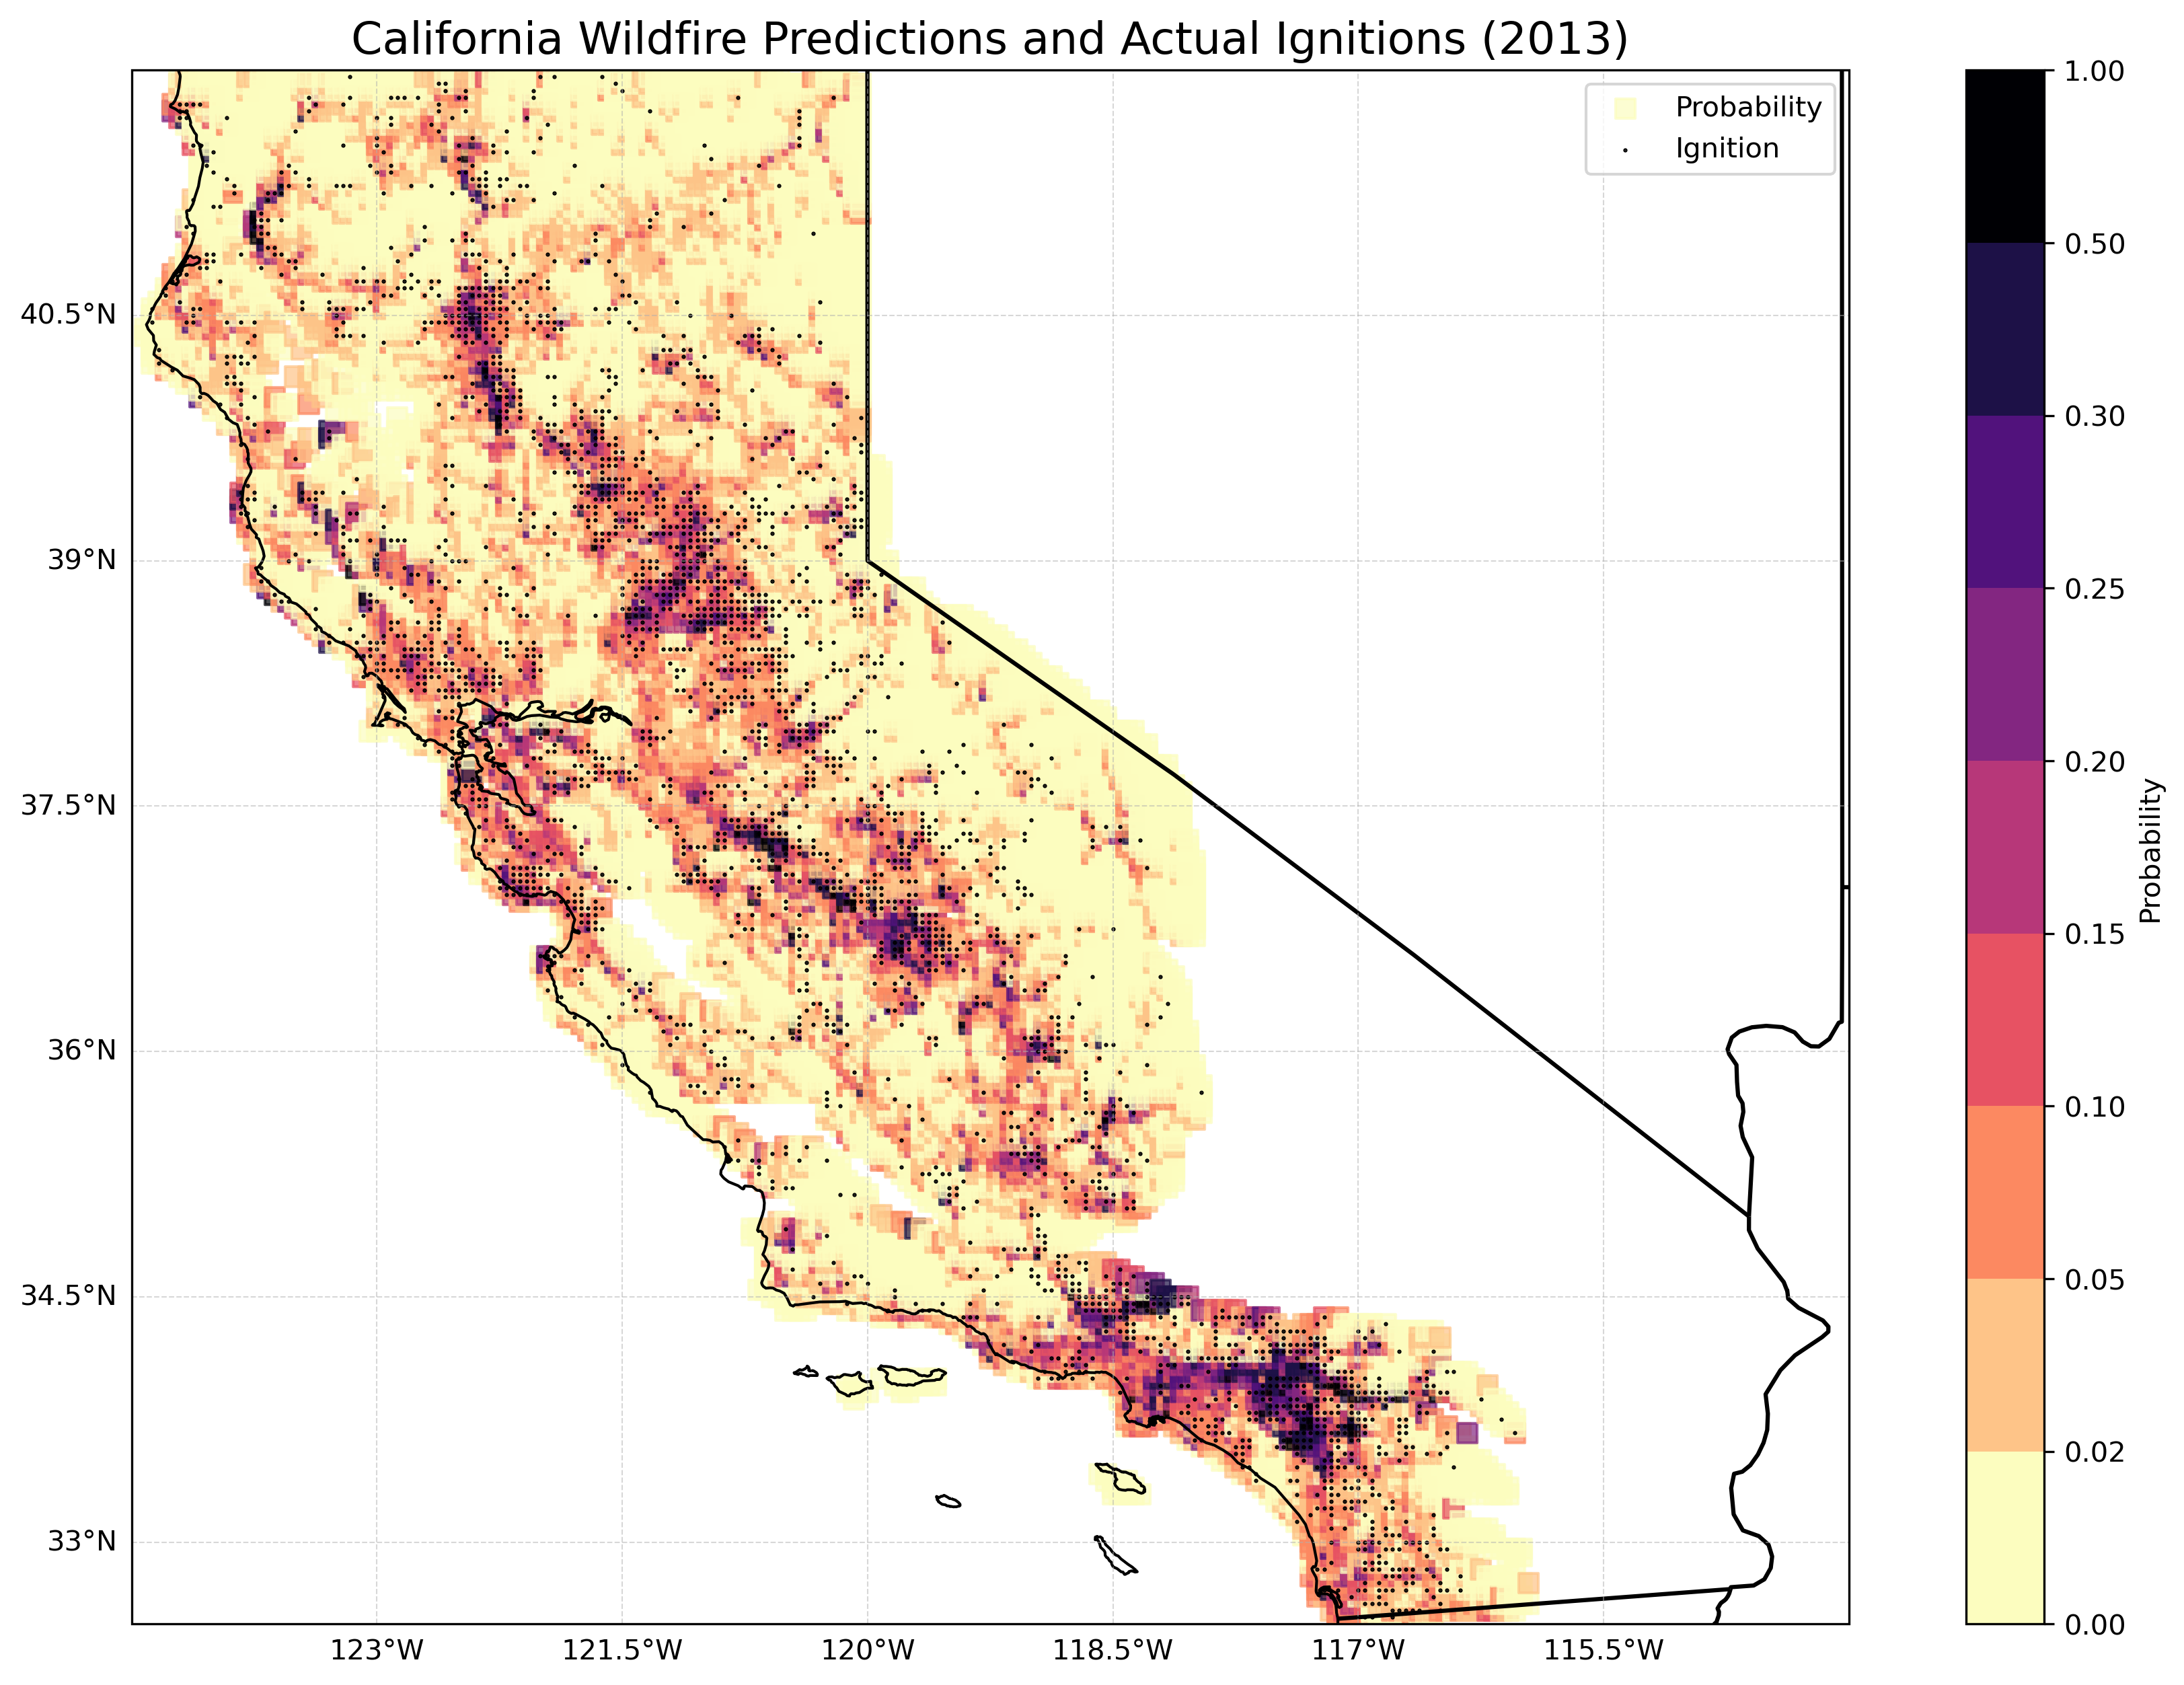 California Wildfire Predictions and Actual Ignitions (2013)
Probability
Ignition
40.5°N
39°N
37.5°N
36°N
34.5°N
33°N
123°W
121.5°W
120°W
118.5°W
117°W
115.5°W
1.00
0.50
0.30
0.25
0.20
0.15
0.10
0.05
0.02
0.00
Probability